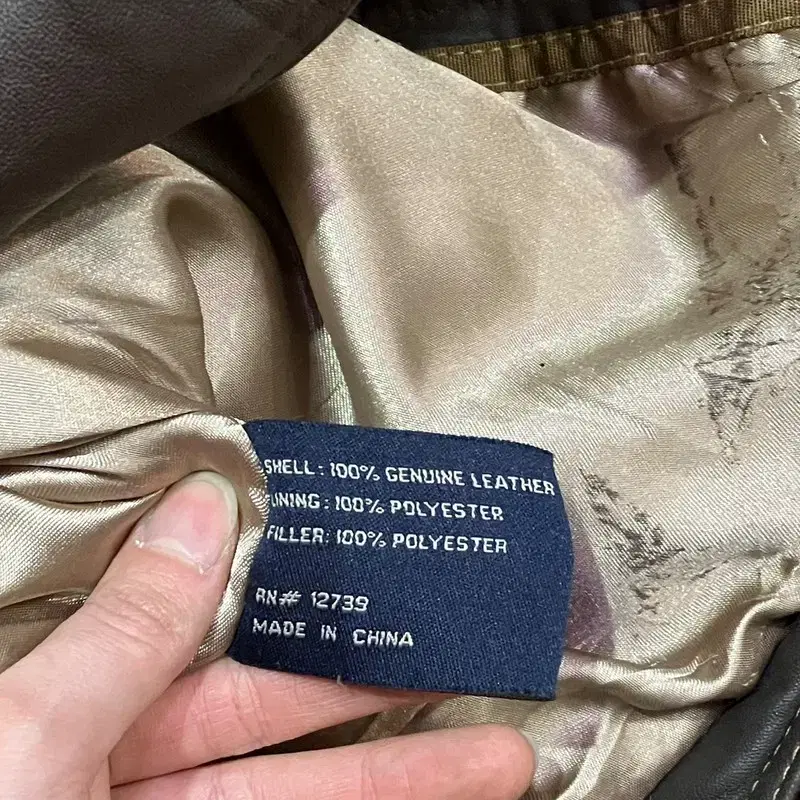 SHELL: 100% GENUINE LEATHER
LINING: 100% POLYESTER
FILLER: 100% POLYESTER
RN# 12739
MADE IN CHINA